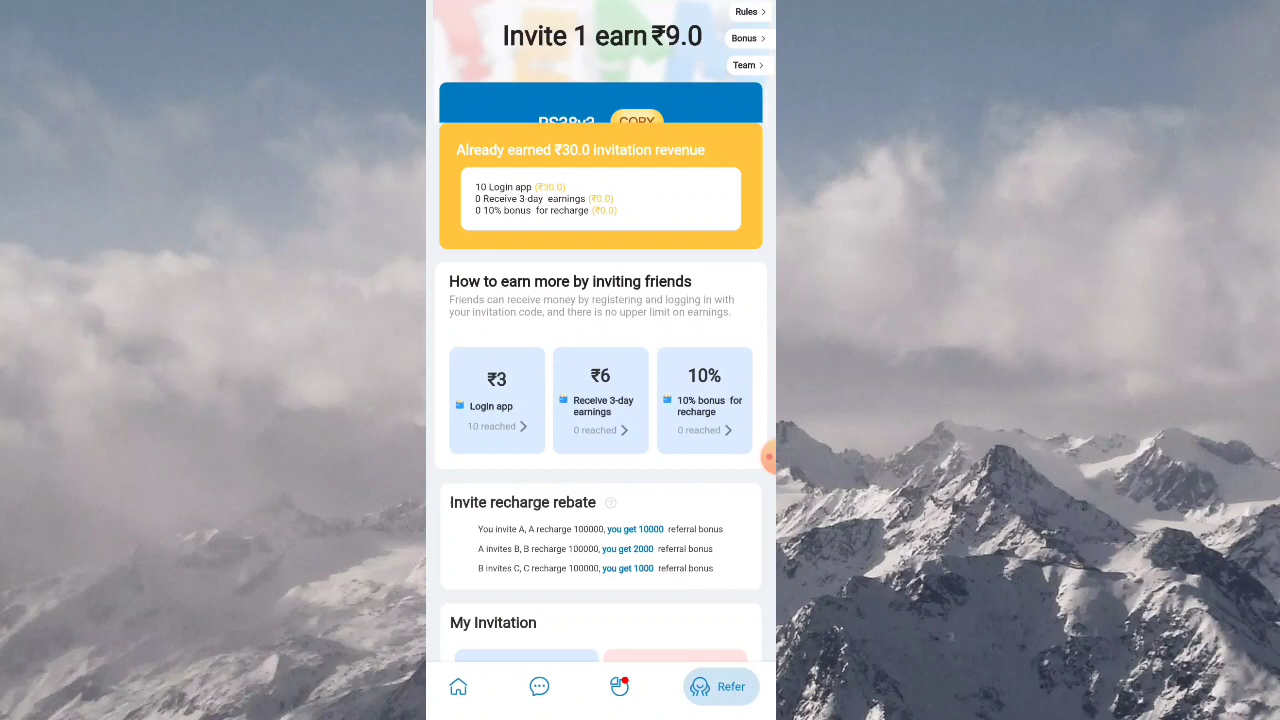 Rules
Invite 1 earn ₹9.0
Bonus
Team
COPY
Already earned ₹30.0 invitation revenue
10 Login app (₹30.0)
0 Receive 3-day earnings (₹0.0)
0 10% bonus for recharge (₹0.0)
How to earn more by inviting friends
Friends can receive money by registering and logging in with
your invitation code, and there is no upper limit on earnings.
₹3
Login app
10 reached
₹6
Receive 3-day
earnings
0 reached
10%
10% bonus for
recharge
0 reached
Invite recharge rebate ?
You invite A, A recharge 100000, you get 10000 referral bonus
A invites B, B recharge 100000, you get 2000 referral bonus
B invites C, C recharge 100000, you get 1000 referral bonus
My Invitation
Refer